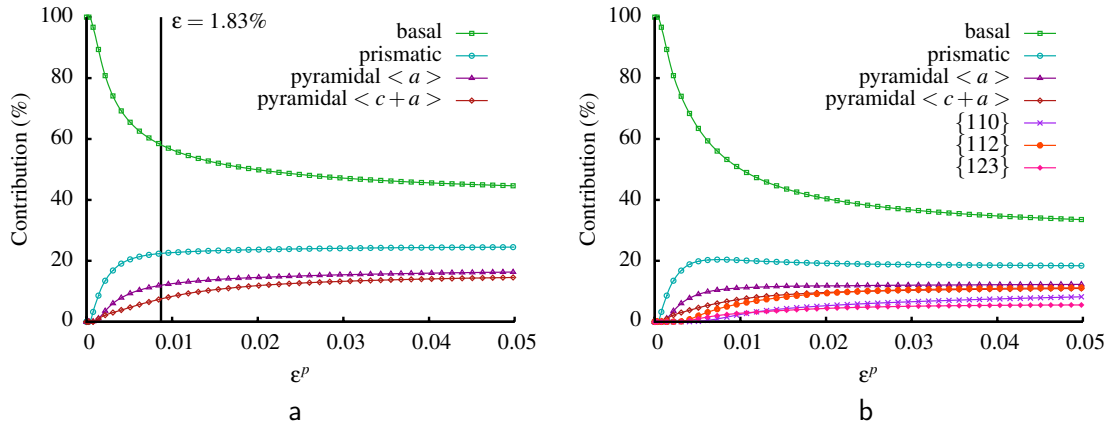 ε = 1.83%
basal
prismatic
pyramidal < a >
pyramidal < c + a >
Contribution (%)
100
80
60
40
20
0
0 0.01 0.02 0.03 0.04 0.05
ε^p
a
basal
prismatic
pyramidal < a >
pyramidal < c + a >
{110}
{112}
{123}
Contribution (%)
100
80
60
40
20
0
0 0.01 0.02 0.03 0.04 0.05
ε^p
b